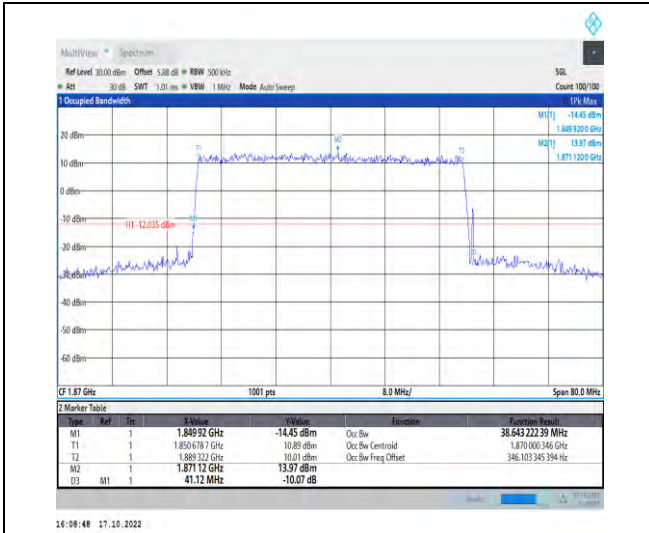 MultiView Spectrum
Ref Level 30.00 dBm Offset 5.88 dB RBW 500 kHz SGL
Att 30 dB SWT 1.01 ms VBW 1 MHz Mode Auto Sweep Count 100/100
1 Occupied Bandwidth 1Pk Max
M1[1] -14.45 dBm
1.849 920 0 GHz
M2[1] 13.97 dBm
1.871 120 0 GHz
20 dBm
T1
M2
T2
10 dBm
0 dBm
-10 dBm
M1
H1 -12.035 dBm
-20 dBm
-30 dBm
-40 dBm
-50 dBm
-60 dBm
CF 1.87 GHz 1001 pts 8.0 MHz/ Span 80.0 MHz
2 Marker Table
Type Ref Trc X-Value Y-Value Function Function Result
M1 1 1.849 92 GHz -14.45 dBm Occ Bw 38.643 222 39 MHz
T1 1 1.850 678 7 GHz 10.89 dBm Occ Bw Centroid 1.870 000 346 GHz
T2 1 1.889 322 GHz 10.01 dBm Occ Bw Freq Offset 346.103 345 394 Hz
M2 1 1.871 12 GHz 13.97 dBm
D3 M1 1 41.12 MHz -10.07 dB
16:08:48 17.10.2022